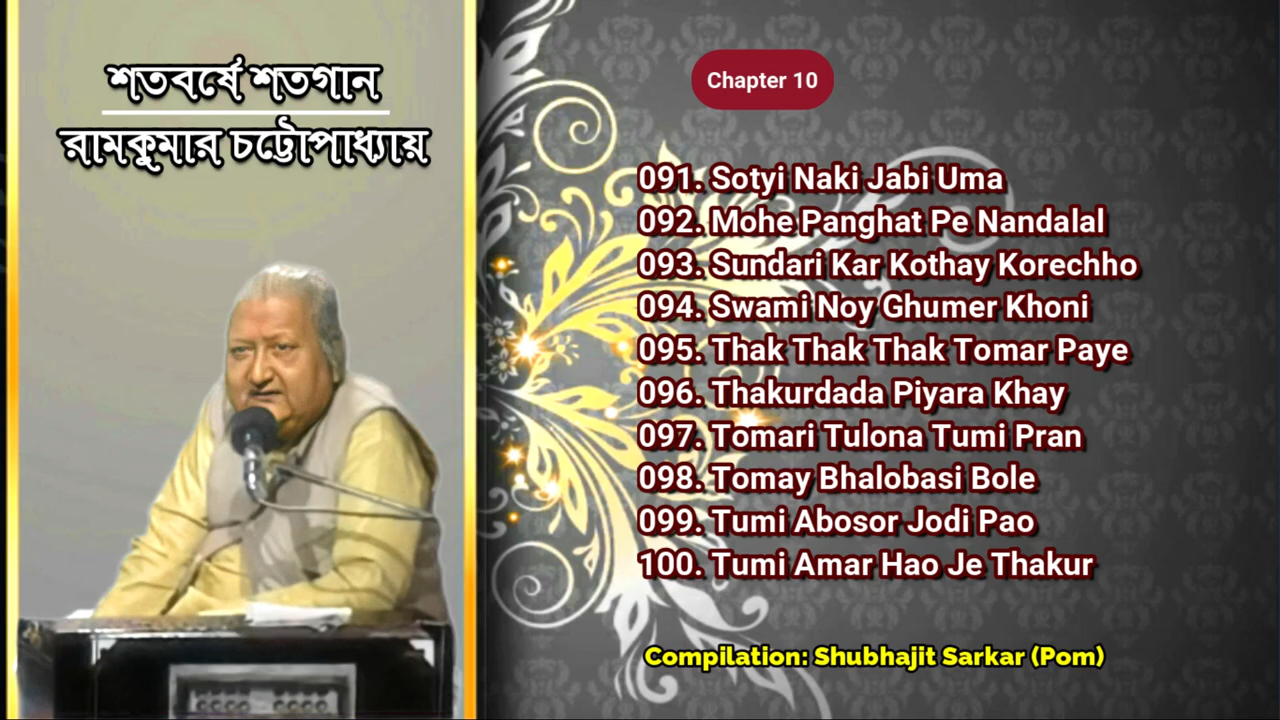 শতবর্ষে শতগান
রামকুমার চট্টোপাধ্যায়
Chapter 10
091. Sotyi Naki Jabi Uma
092. Mohe Panghat Pe Nandalal
093. Sundari Kar Kothay Korechho
094. Swami Noy Ghumer Khoni
095. Thak Thak Thak Tomar Paye
096. Thakurdada Piyara Khay
097. Tomari Tulona Tumi Pran
098. Tomay Bhalobasi Bole
099. Tumi Abosor Jodi Pao
100. Tumi Amar Hao Je Thakur
Compilation: Shubhajit Sarkar (Pom)